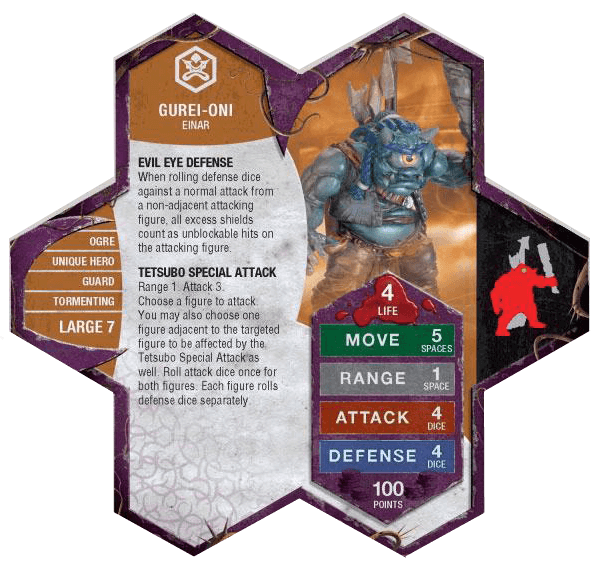 GUREI-ONI
EINAR
EVIL EYE DEFENSE
When rolling defense dice
against a normal attack from
a non-adjacent attacking
figure, all excess shields
count as unblockable hits on
the attacking figure.
TETSUBO SPECIAL ATTACK
Range 1. Attack 3.
Choose a figure to attack.
You may also choose one
figure adjacent to the targeted
figure to be affected by the
Tetsubo Special Attack as
well. Roll attack dice once for
both figures. Each figure rolls
defense dice separately
OGRE
UNIQUE HERO
GUARD
TORMENTING
LARGE 7
4
LIFE
MOVE 5
SPACES
RANGE 1
SPACE
ATTACK 4
DICE
DEFENSE 4
DICE
100
POINTS